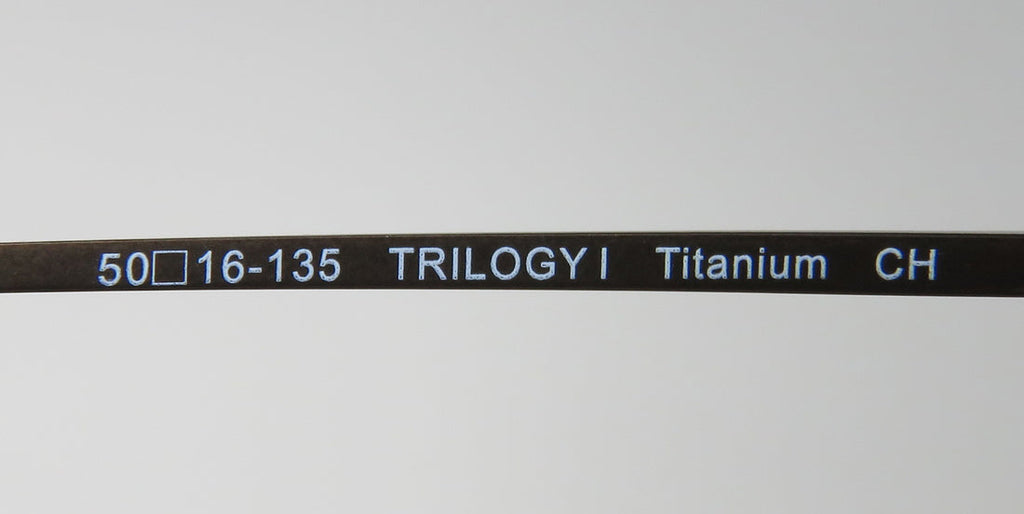 50□16-135 TRILOGY I Titanium CH